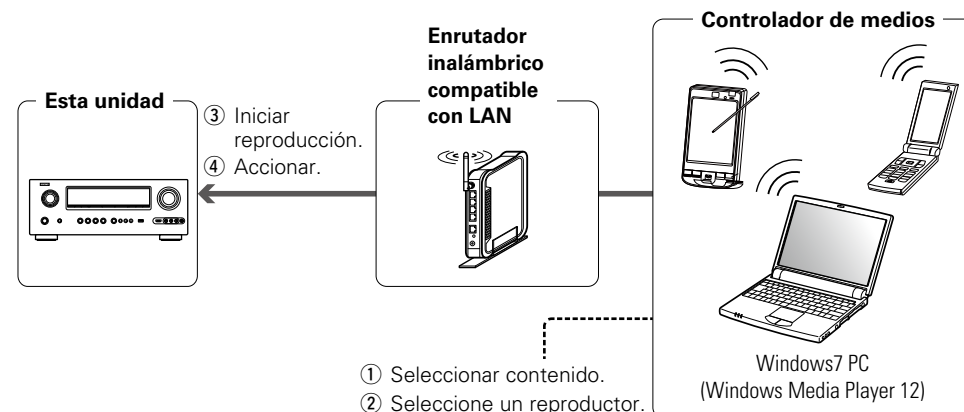 Esta unidad
③ Iniciar
reproducción.
④ Accionar.
Enrutador
inalámbrico
compatible
con LAN
Controlador de medios
Windows7 PC
(Windows Media Player 12)
① Seleccionar contenido.
② Seleccione un reproductor.